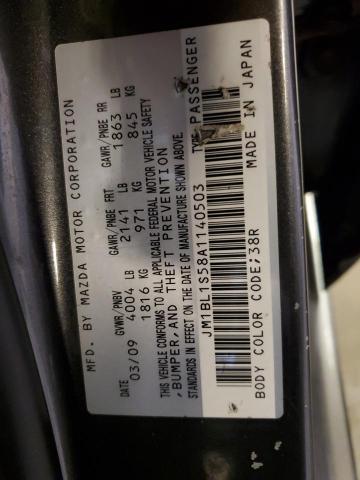 MFD. BY MAZDA MOTOR CORPORATION
DATE GVWR/PNBV GAWR/PNBE FRT GAWR/PNBE RR
03/09 4004 LB 2141 LB 1863 LB
1816 KG 971 KG 845 KG
THIS VEHICLE CONFORMS TO ALL APPLICABLE FEDERAL MOTOR VEHICLE SAFETY
, BUMPER, AND THEFT PREVENTION
STANDARDS IN EFFECT ON THE DATE OF MANUFACTURE SHOWN ABOVE.
JM1BL1S58A1140503 TYPE PASSENGER
BODY COLOR CODE;38R MADE IN JAPAN